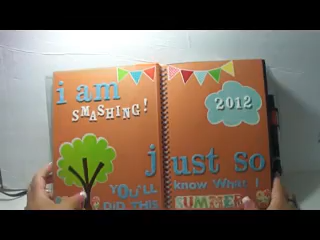 i am
SMASHING!
2012
just so
YOU'LL know What I
DID THIS SUMMER